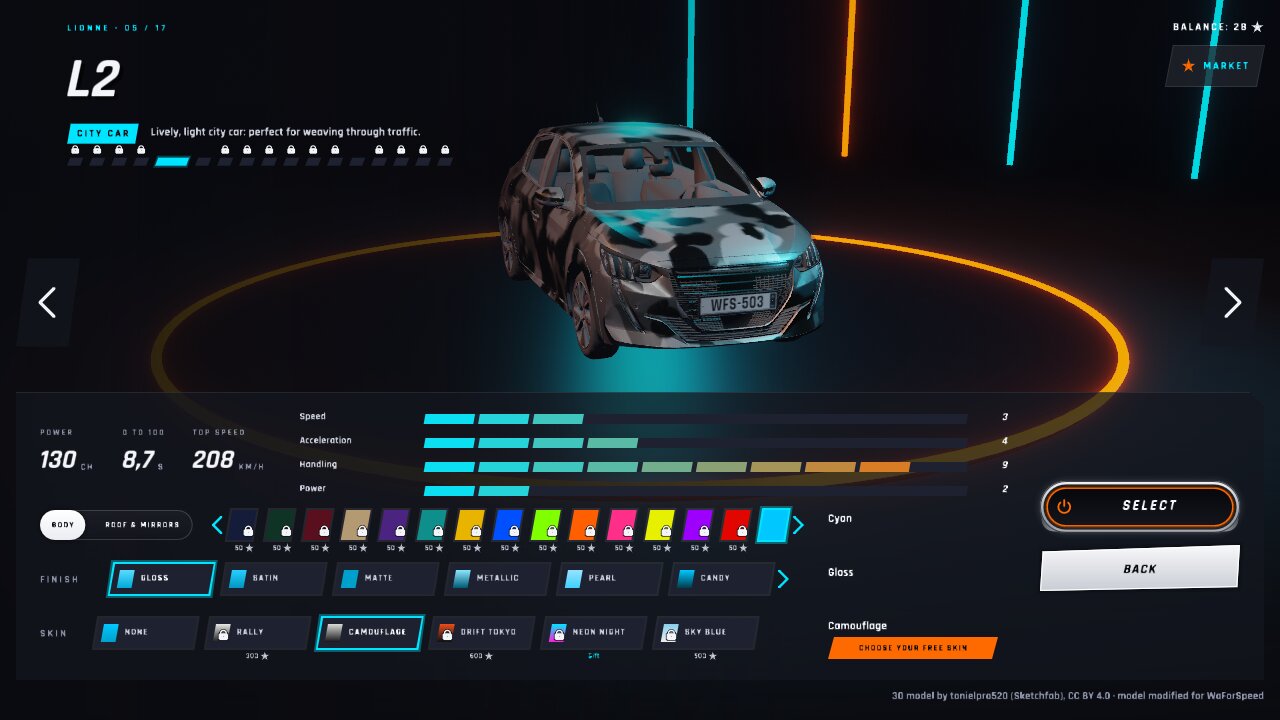 LIONNE · 05 / 17
BALANCE: 28
MARKET
L2
CITY CAR
Lively, light city car: perfect for weaving through traffic.
WFS-503
POWER
130 CH
0 TO 100
8,7 S
TOP SPEED
208 KM/H
Speed 3
Acceleration 4
Handling 9
Power 2
BODY
ROOF & MIRRORS
50 50 50 50 50 50 50 50 50 50 50 50 50 50
Cyan
FINISH
GLOSS
SATIN
MATTE
METALLIC
PEARL
CANDY
Gloss
SKIN
NONE
RALLY
CAMOUFLAGE
DRIFT TOKYO
NEON NIGHT
SKY BLUE
300
600
Gift
500
Camouflage
CHOOSE YOUR FREE SKIN
SELECT
BACK
3D model by tonielpro520 (Sketchfab), CC BY 4.0 · model modified for WaForSpeed